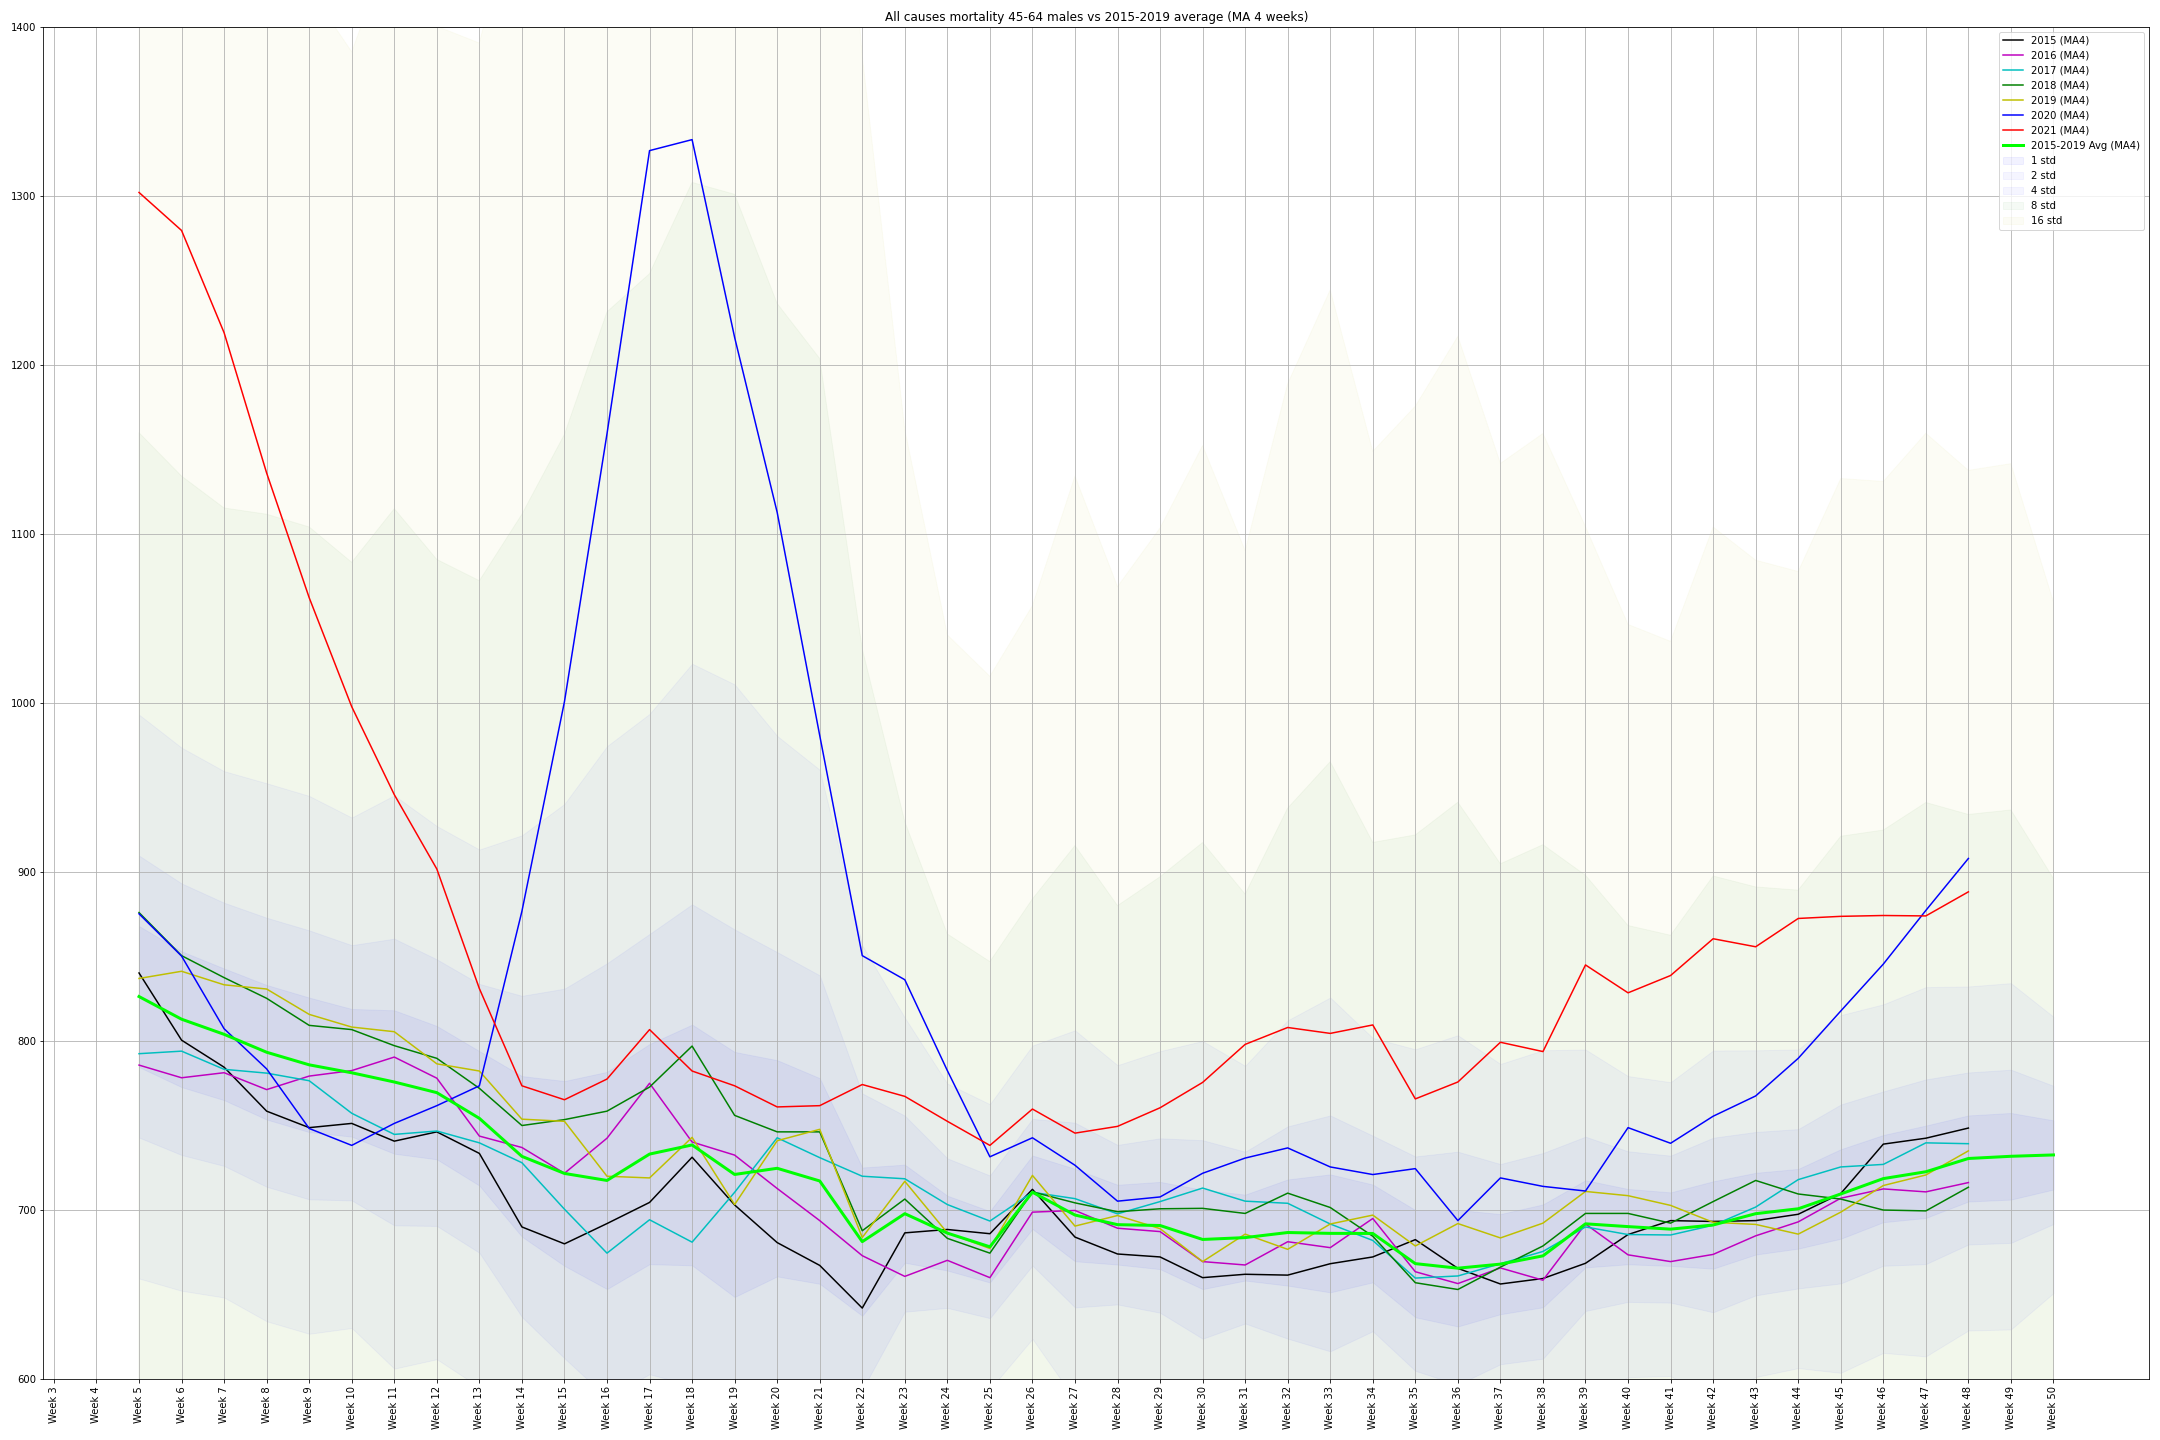 All causes mortality 45-64 males vs 2015-2019 average (MA 4 weeks)
1400
1300
1200
1100
1000
900
800
700
600
2015 (MA4)
2016 (MA4)
2017 (MA4)
2018 (MA4)
2019 (MA4)
2020 (MA4)
2021 (MA4)
2015-2019 Avg (MA4)
1 std
2 std
4 std
8 std
16 std
Week 3
Week 4
Week 5
Week 6
Week 7
Week 8
Week 9
Week 10
Week 11
Week 12
Week 13
Week 14
Week 15
Week 16
Week 17
Week 18
Week 19
Week 20
Week 21
Week 22
Week 23
Week 24
Week 25
Week 26
Week 27
Week 28
Week 29
Week 30
Week 31
Week 32
Week 33
Week 34
Week 35
Week 36
Week 37
Week 38
Week 39
Week 40
Week 41
Week 42
Week 43
Week 44
Week 45
Week 46
Week 47
Week 48
Week 49
Week 50